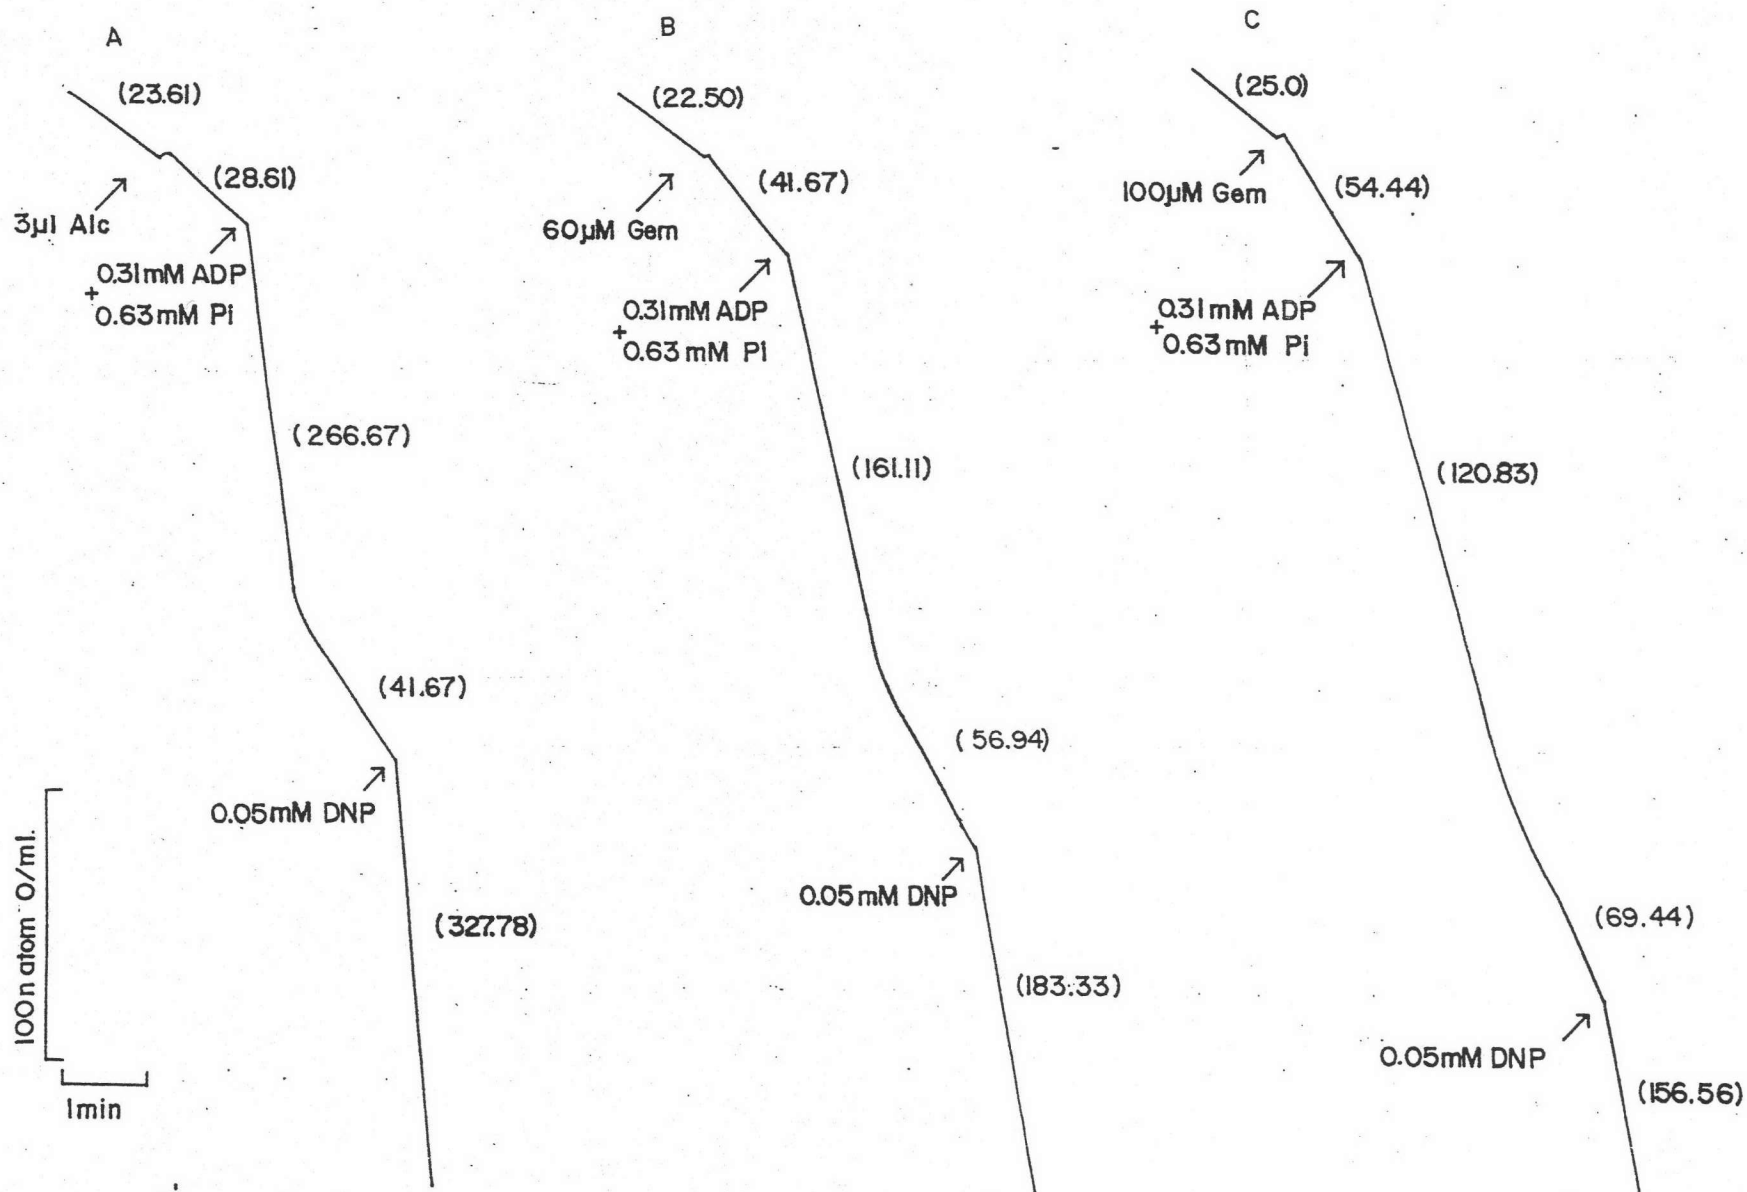 A
(23.61)
3µl Alc
(28.61)
0.31mM ADP
+
0.63mM Pi
(266.67)
(41.67)
0.05mM DNP
(327.78)
100 n atom O/ml.
1min
B
(22.50)
60µM Gem
(41.67)
0.31mM ADP
+
0.63mM Pi
(161.11)
(56.94)
0.05mM DNP
(183.33)
C
(25.0)
100µM Gem
(54.44)
0.31mM ADP
+
0.63mM Pi
(120.83)
(69.44)
0.05mM DNP
(156.56)